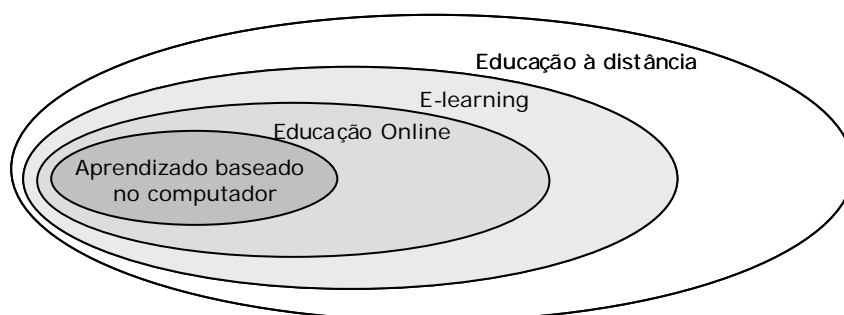 Educação à distância
E-learning
Educação Online
Aprendizado baseado
no computador